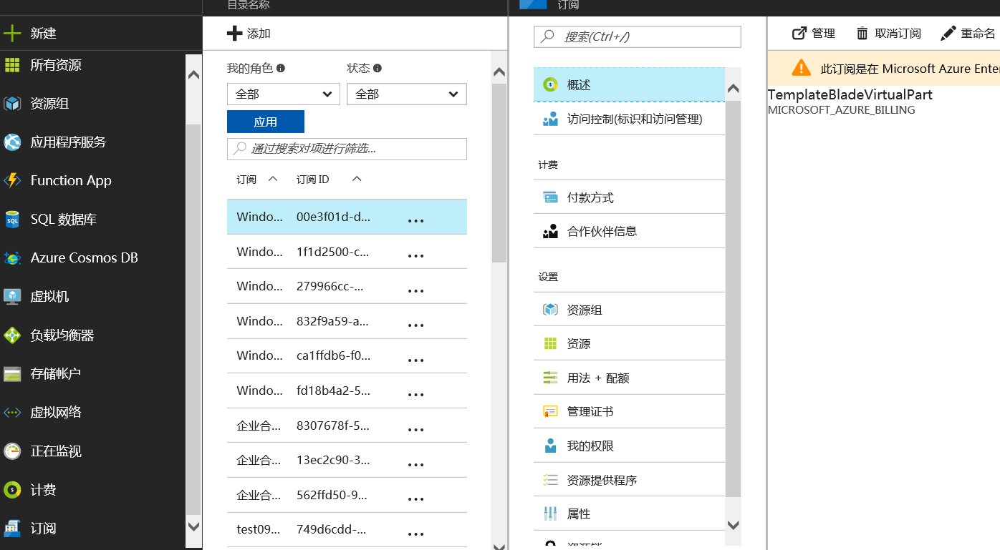 目录名称
订阅
新建
所有资源
资源组
应用程序服务
Function App
SQL 数据库
Azure Cosmos DB
虚拟机
负载均衡器
存储帐户
虚拟网络
正在监视
计费
订阅
添加
我的角色
状态
全部
全部
应用
通过搜索对项进行筛选...
订阅 订阅 ID
Windo... 00e3f01d-d... ...
Windo... 1f1d2500-c... ...
Windo... 279966cc-... ...
Windo... 832f9a59-a... ...
Windo... ca1ffdb6-f0... ...
Windo... fd18b4a2-5... ...
企业合... 8307678f-5... ...
企业合... 13ec2c90-3... ...
企业合... 562ffd50-9... ...
test09... 749d6cdd-... ...
搜索(Ctrl+/)
概述
访问控制(标识和访问管理)
计费
付款方式
合作伙伴信息
设置
资源组
资源
用法 + 配额
管理证书
我的权限
资源提供程序
属性
资源锁
管理 取消订阅 重命名
此订阅是在 Microsoft Azure Enter
TemplateBladeVirtualPart
MICROSOFT_AZURE_BILLING